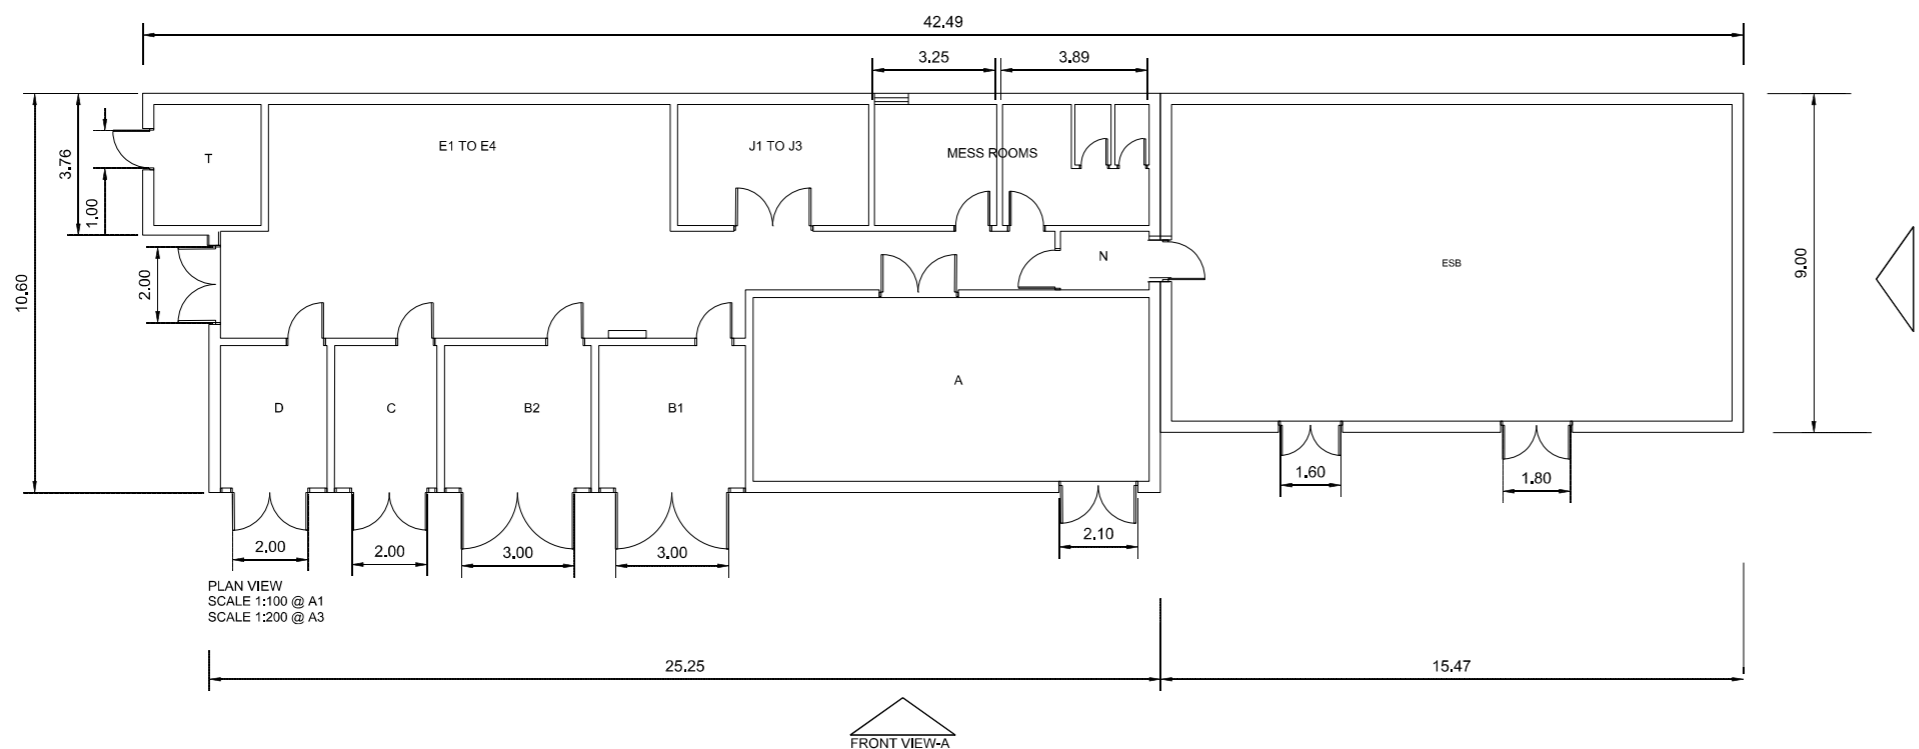 42.49
3.25
3.89
3.76
1.00
T
E1 TO E4
J1 TO J3
MESS ROOMS
10.60
2.00
N
ESB
9.00
D
C
B2
B1
A
1.60
1.80
2.00
2.00
3.00
3.00
2.10
PLAN VIEW
SCALE 1:100 @ A1
SCALE 1:200 @ A3
25.25
15.47
FRONT VIEW-A